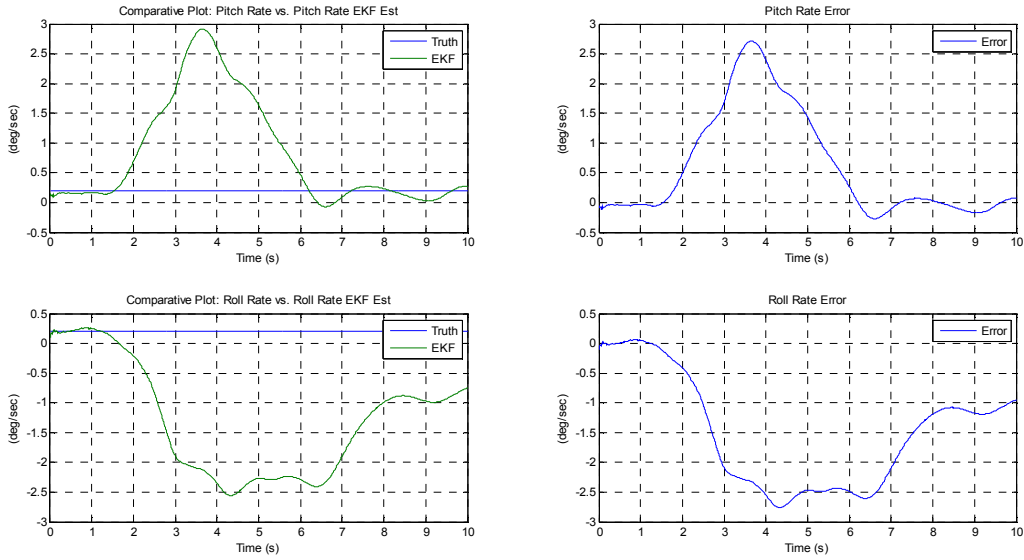 Comparative Plot: Pitch Rate vs. Pitch Rate EKF Est
3
2.5
2
1.5
1
0.5
0
-0.5
(deg/sec)
Truth
EKF
0 1 2 3 4 5 6 7 8 9 10
Time (s)
Pitch Rate Error
3
2.5
2
1.5
1
0.5
0
-0.5
(deg/sec)
Error
0 1 2 3 4 5 6 7 8 9 10
Time (s)
Comparative Plot: Roll Rate vs. Roll Rate EKF Est
0.5
0
-0.5
-1
-1.5
-2
-2.5
-3
(deg/sec)
Truth
EKF
0 1 2 3 4 5 6 7 8 9 10
Time (s)
Roll Rate Error
0.5
0
-0.5
-1
-1.5
-2
-2.5
-3
(deg/sec)
Error
0 1 2 3 4 5 6 7 8 9 10
Time (s)